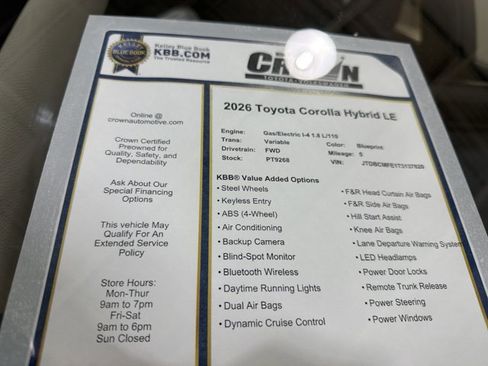 Kelley Blue Book
KBB.COM
The Trusted Resource
KELLEY
BLUE BOOK
TOYOTA • VOLKSWAGEN
Online @
crownautomotive.com
Crown Certified
Preowned for
Quality, Safety, and
Dependability
Ask About Our
Special Financing
Options
This vehicle May
Qualify For An
Extended Service
Policy
Store Hours:
Mon-Thur
9am to 7pm
Fri-Sat
9am to 6pm
Sun Closed
2026 Toyota Corolla Hybrid LE
Engine: Gas/Electric I-4 1.8 L/110
Trans: Variable Color: Blueprint
Drivetrain: FWD Mileage: 5
Stock: PT9268 VIN:
KBB® Value Added Options
• Steel Wheels
• Keyless Entry
• ABS (4-Wheel)
• Air Conditioning
• Backup Camera
• Blind-Spot Monitor
• Bluetooth Wireless
• Daytime Running Lights
• Dual Air Bags
• Dynamic Cruise Control
• F&R Head Curtain Air Bags
• F&R Side Air Bags
• Hill Start Assist
• Knee Air Bags
• Lane Departure Warning System
• LED Headlamps
• Power Door Locks
• Remote Trunk Release
• Power Steering
• Power Windows